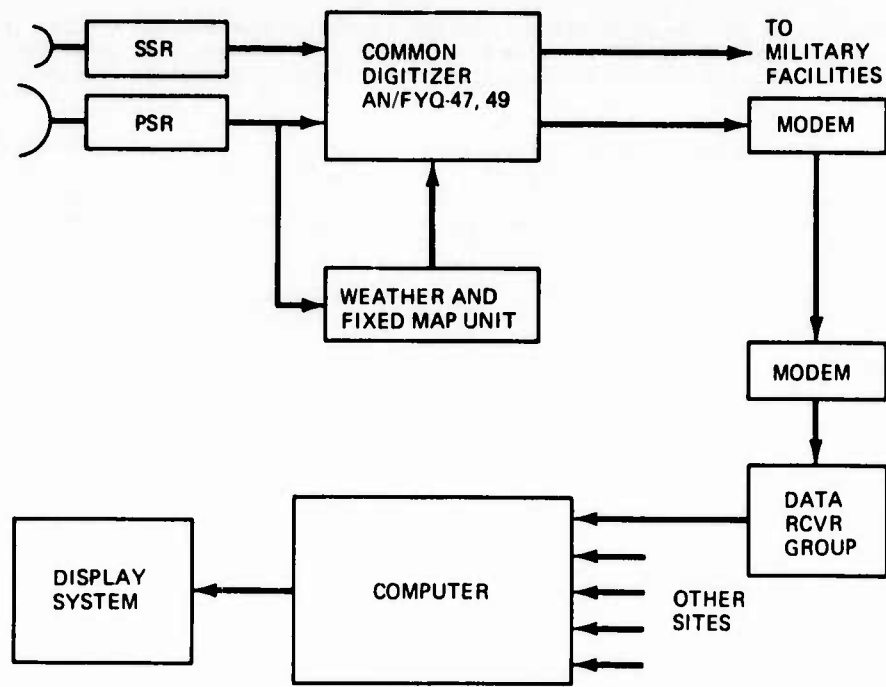 SSR
COMMON
DIGITIZER
AN/FYQ-47, 49
TO
MILITARY
FACILITIES
PSR
MODEM
WEATHER AND
FIXED MAP UNIT
MODEM
DATA
RCVR
GROUP
DISPLAY
SYSTEM
COMPUTER
OTHER
SITES